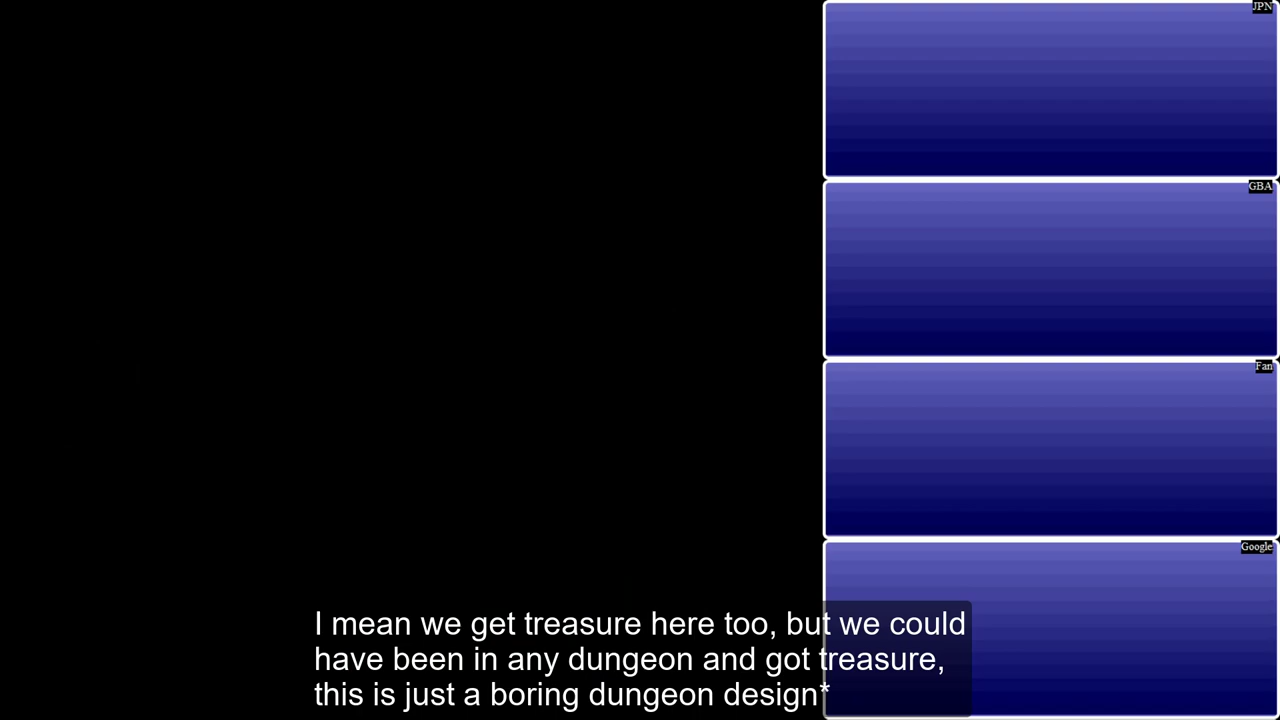 JPN
GBA
Fan
Google
I mean we get treasure here too, but we could
have been in any dungeon and got treasure,
this is just a boring dungeon design*